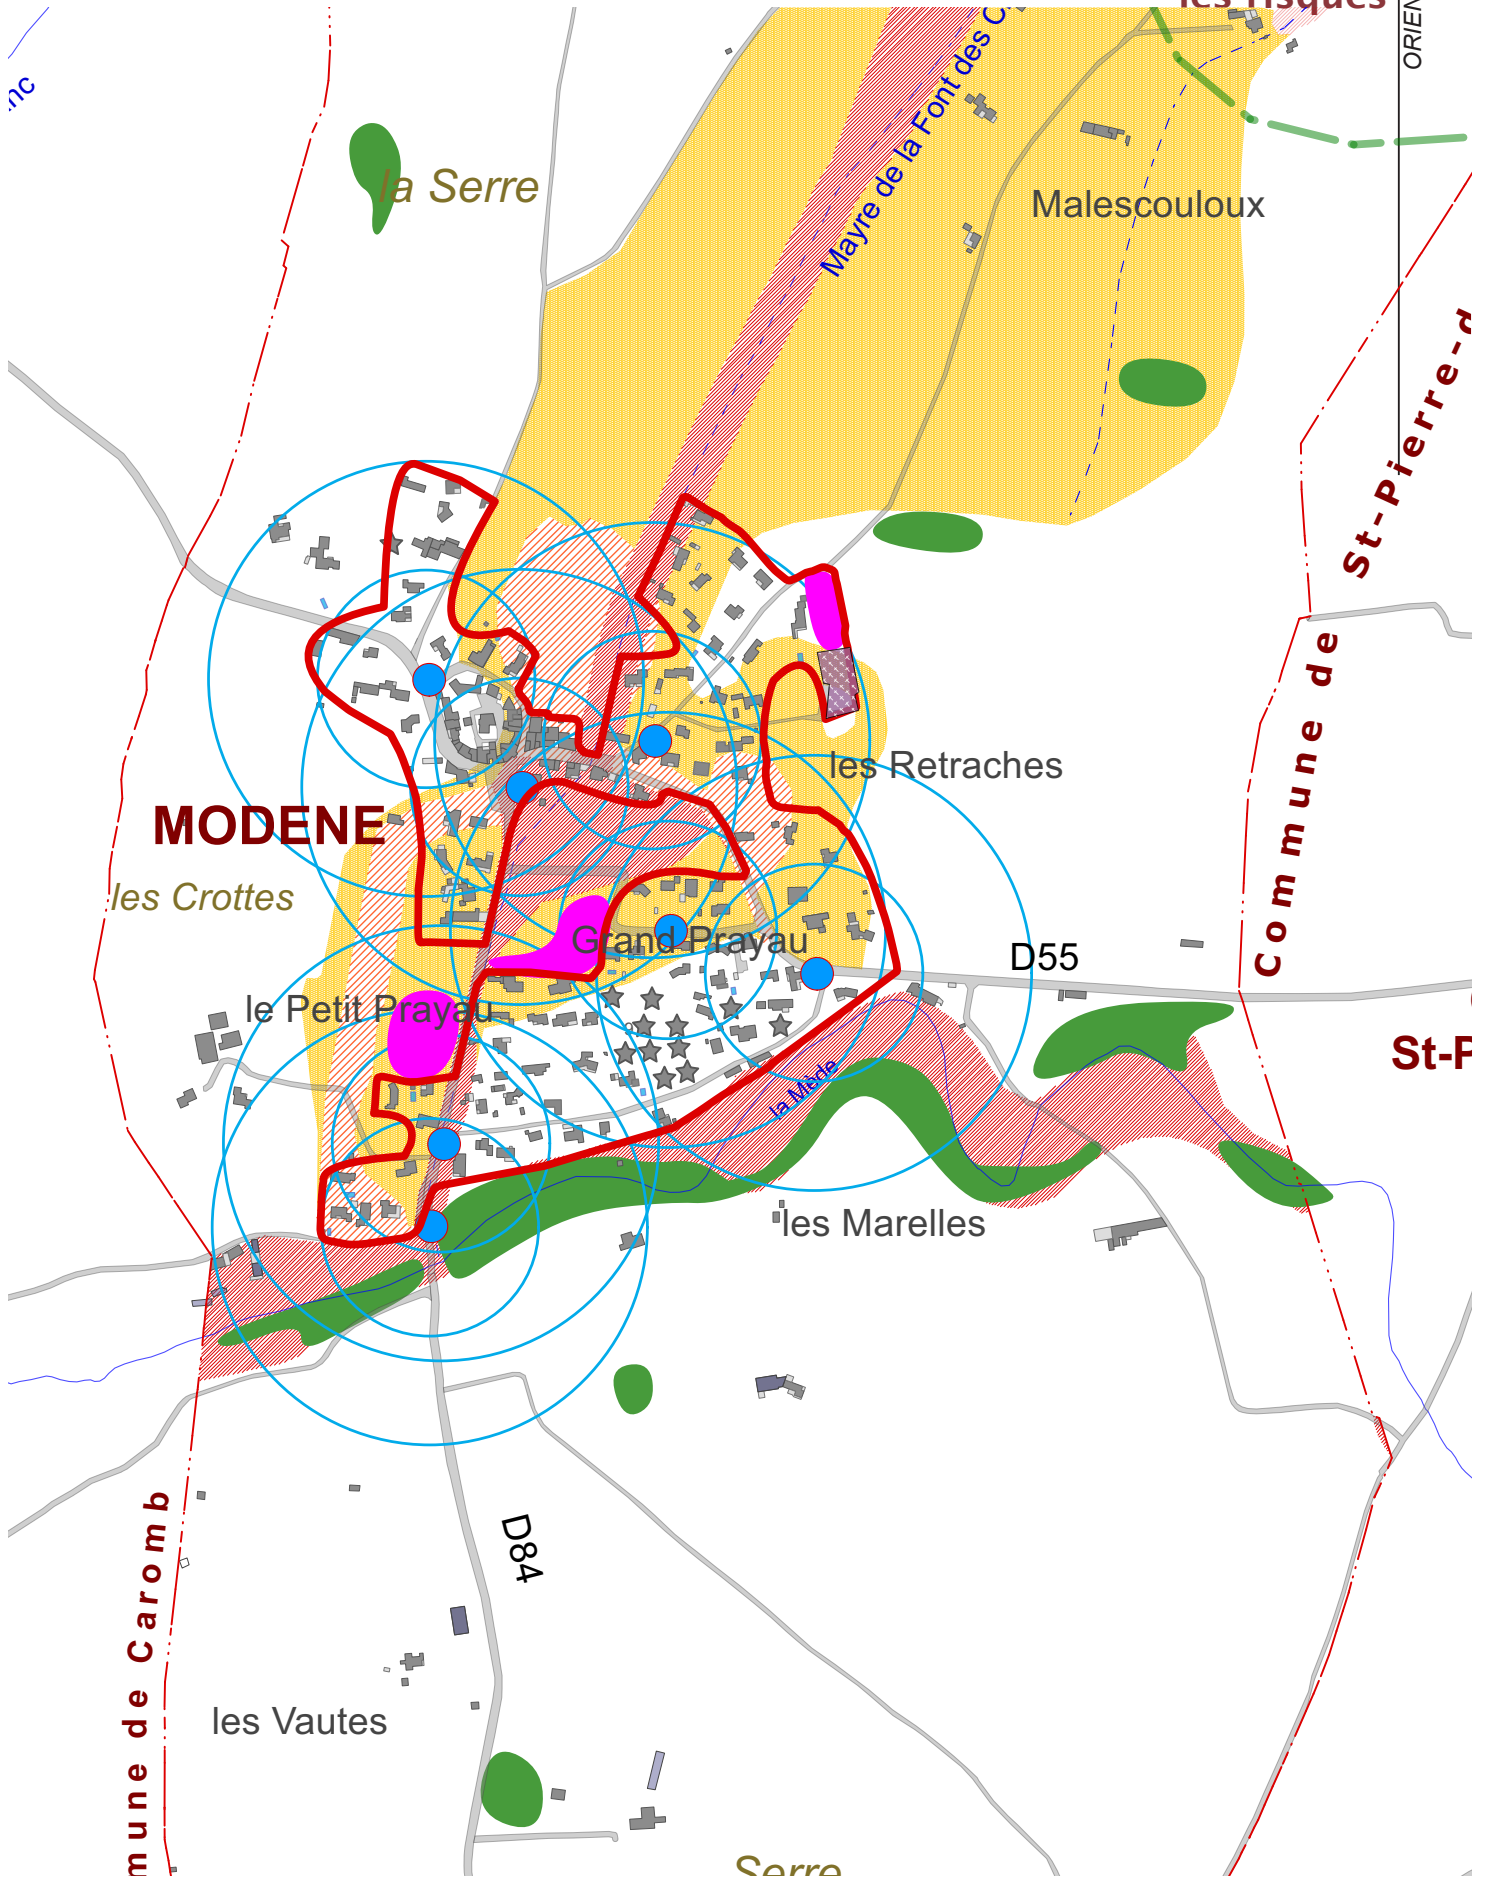 les risques
ORIEN
nc
Mayre de la Font des C
la Serre
Malescouloux
St-Pierre-d
Commune de
les Retraches
MODENE
les Crottes
Grand Prayau
D55
le Petit Prayau
St-P
la Mède
les Marelles
D84
mune de Caromb
les Vautes
Serre